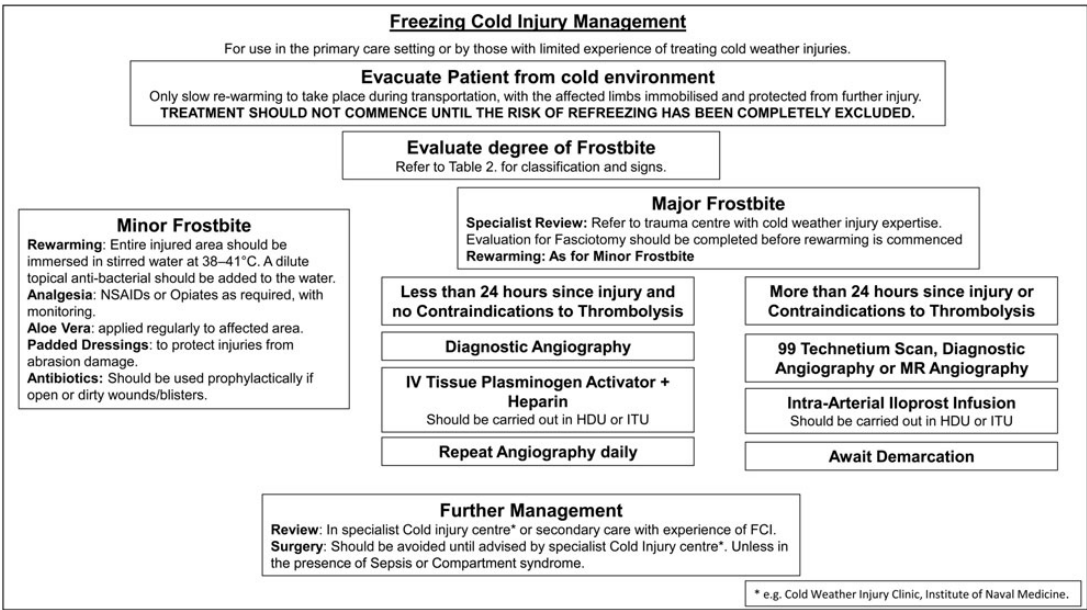 Freezing Cold Injury Management
For use in the primary care setting or by those with limited experience of treating cold weather injuries.
Evacuate Patient from cold environment
Only slow re-warming to take place during transportation, with the affected limbs immobilised and protected from further injury.
TREATMENT SHOULD NOT COMMENCE UNTIL THE RISK OF REFREEZING HAS BEEN COMPLETELY EXCLUDED.
Evaluate degree of Frostbite
Refer to Table 2. for classification and signs.
Minor Frostbite
Rewarming: Entire injured area should be
immersed in stirred water at 38–41°C. A dilute
topical anti-bacterial should be added to the water.
Analgesia: NSAIDs or Opiates as required, with
monitoring.
Aloe Vera: applied regularly to affected area.
Padded Dressings: to protect injuries from
abrasion damage.
Antibiotics: Should be used prophylactically if
open or dirty wounds/blisters.
Major Frostbite
Specialist Review: Refer to trauma centre with cold weather injury expertise.
Evaluation for Fasciotomy should be completed before rewarming is commenced
Rewarming: As for Minor Frostbite
Less than 24 hours since injury and
no Contraindications to Thrombolysis
Diagnostic Angiography
IV Tissue Plasminogen Activator +
Heparin
Should be carried out in HDU or ITU
Repeat Angiography daily
More than 24 hours since injury or
Contraindications to Thrombolysis
99 Technetium Scan, Diagnostic
Angiography or MR Angiography
Intra-Arterial Iloprost Infusion
Should be carried out in HDU or ITU
Await Demarcation
Further Management
Review: In specialist Cold injury centre* or secondary care with experience of FCI.
Surgery: Should be avoided until advised by specialist Cold Injury centre*. Unless in
the presence of Sepsis or Compartment syndrome.
* e.g. Cold Weather Injury Clinic, Institute of Naval Medicine.